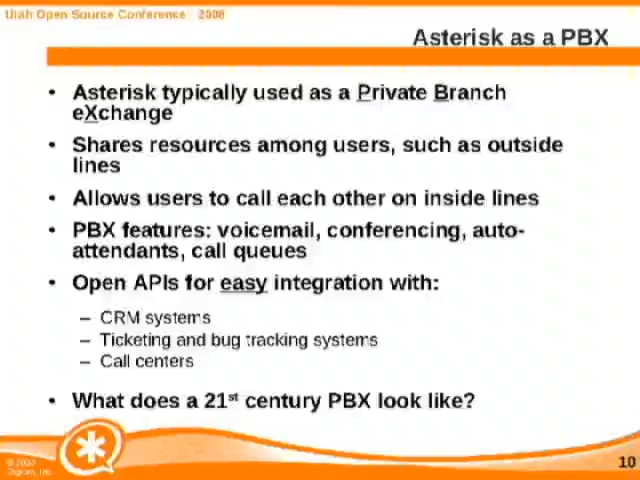 Utah Open Source Conference - 2008
Asterisk as a PBX
• Asterisk typically used as a Private Branch
eXchange
• Shares resources among users, such as outside
lines
• Allows users to call each other on inside lines
• PBX features: voicemail, conferencing, auto-
attendants, call queues
• Open APIs for easy integration with:
– CRM systems
– Ticketing and bug tracking systems
– Call centers
• What does a 21st century PBX look like?
Digium, Inc.
10